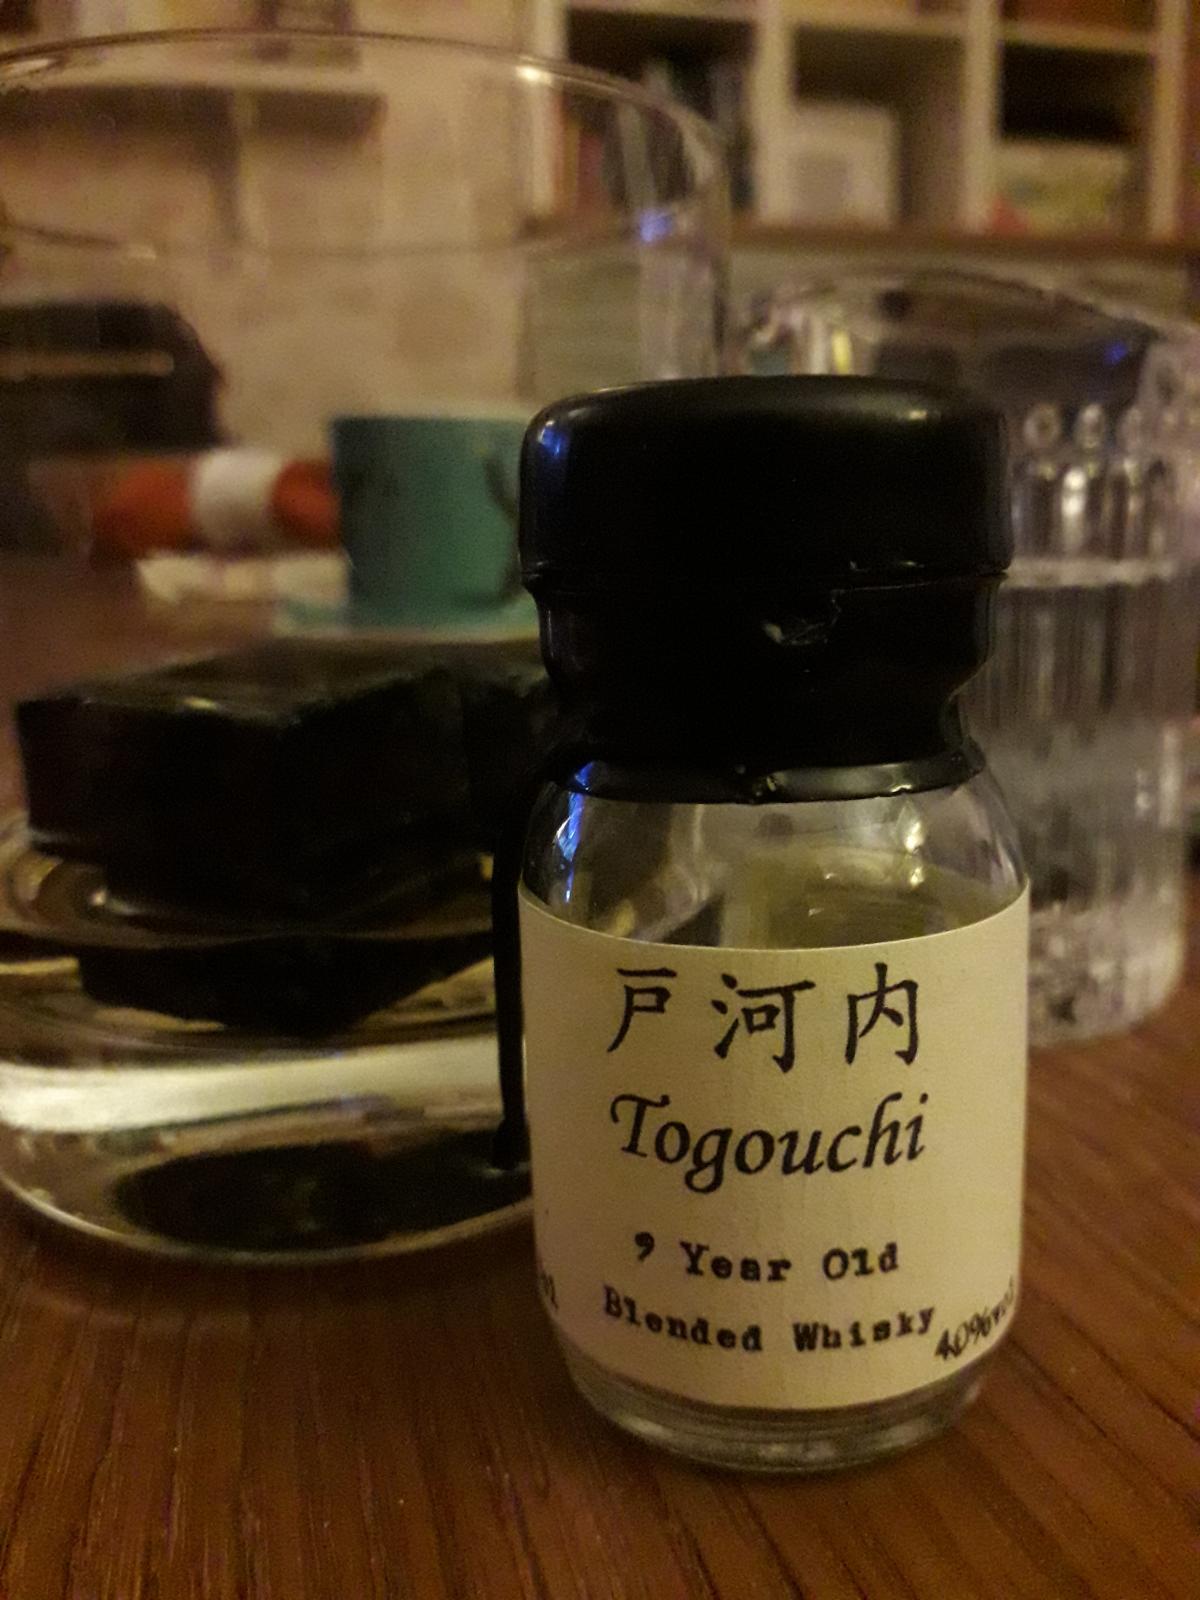 戸河内
Togouchi
9 Year Old
Blended Whisky
40%vol